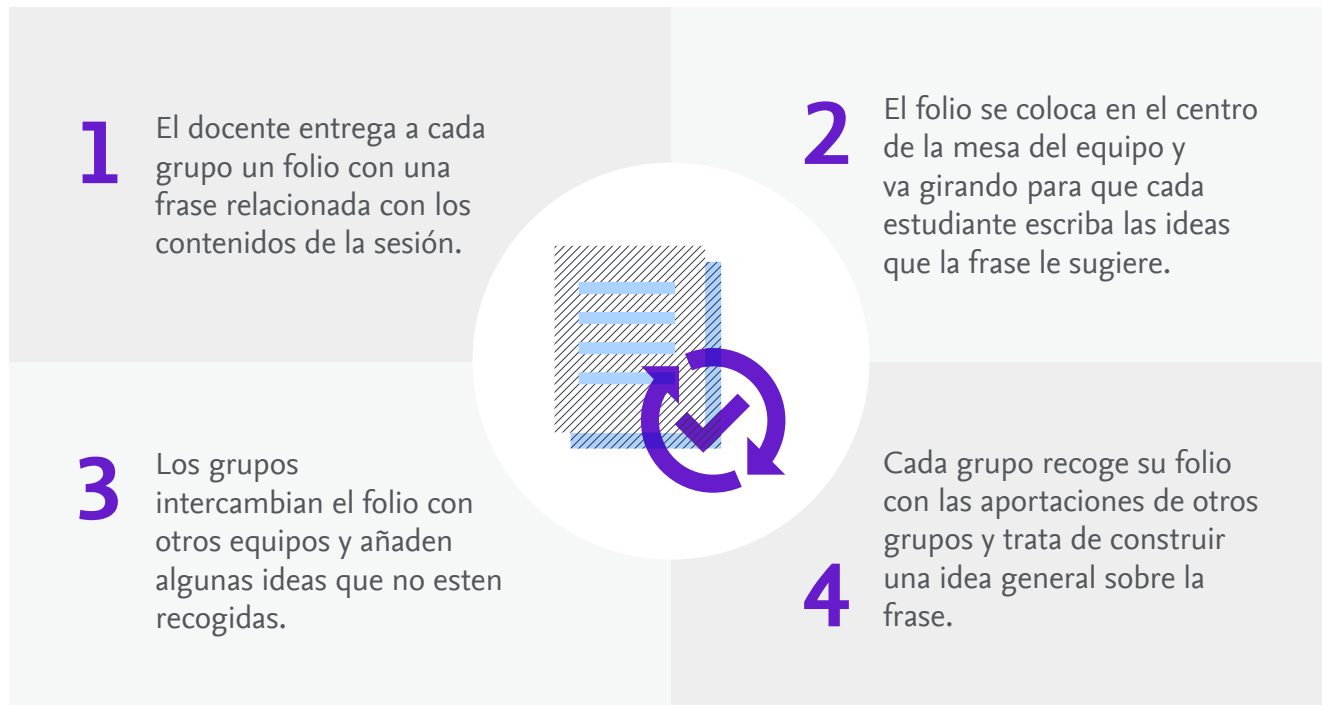 1
El docente entrega a cada
grupo un folio con una
frase relacionada con los
contenidos de la sesión.
2
El folio se coloca en el centro
de la mesa del equipo y
va girando para que cada
estudiante escriba las ideas
que la frase le sugiere.
3
Los grupos
intercambian el folio con
otros equipos y añaden
algunas ideas que no esten
recogidas.
4
Cada grupo recoge su folio
con las aportaciones de otros
grupos y trata de construir
una idea general sobre la
frase.